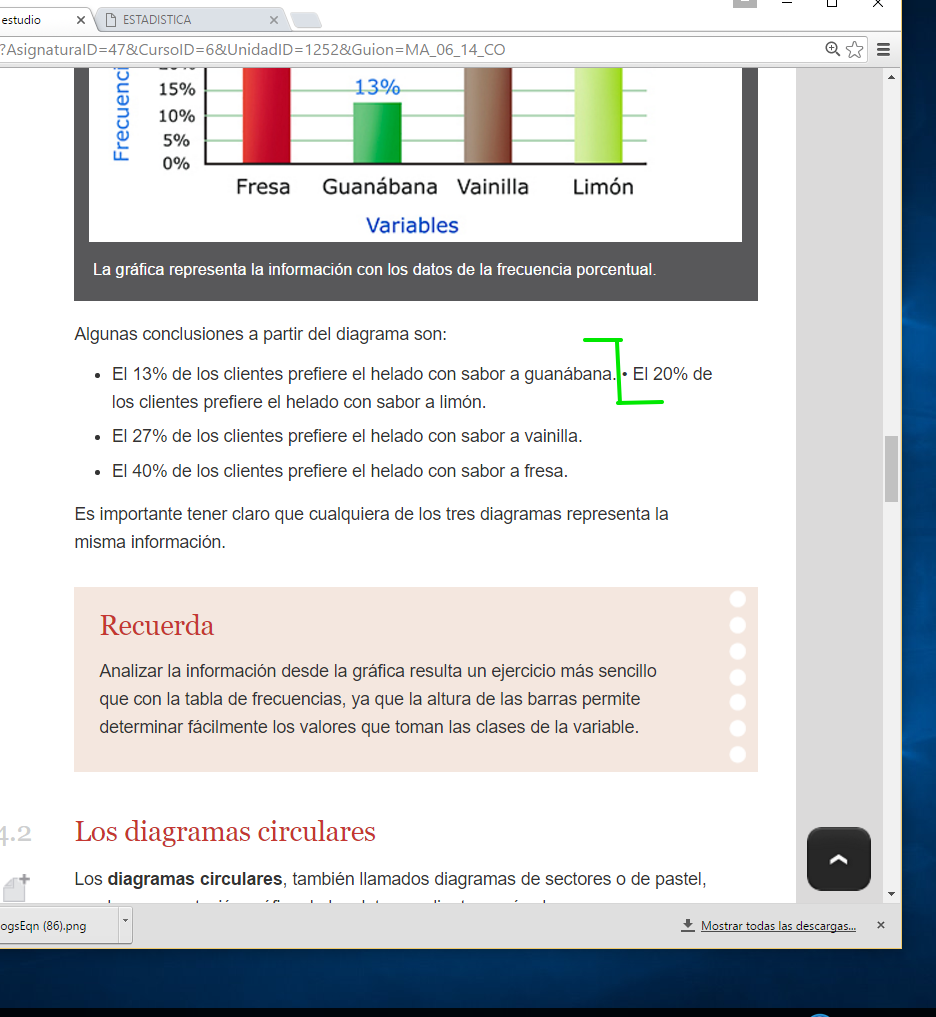 estudio ESTADISTICA
?AsignaturaID=47&CursoID=6&UnidadID=1252&Guion=MA_06_14_CO
15%
13%
10%
5%
0%
Fresa Guanábana Vainilla Limón
Variables
La gráfica representa la información con los datos de la frecuencia porcentual.
Algunas conclusiones a partir del diagrama son:
• El 13% de los clientes prefiere el helado con sabor a guanábana. • El 20% de
los clientes prefiere el helado con sabor a limón.
• El 27% de los clientes prefiere el helado con sabor a vainilla.
• El 40% de los clientes prefiere el helado con sabor a fresa.
Es importante tener claro que cualquiera de los tres diagramas representa la
misma información.
Recuerda
Analizar la información desde la gráfica resulta un ejercicio más sencillo
que con la tabla de frecuencias, ya que la altura de las barras permite
determinar fácilmente los valores que toman las clases de la variable.
4.2 Los diagramas circulares
Los diagramas circulares, también llamados diagramas de sectores o de pastel,
ogsEqn (86).png Mostrar todas las descargas...